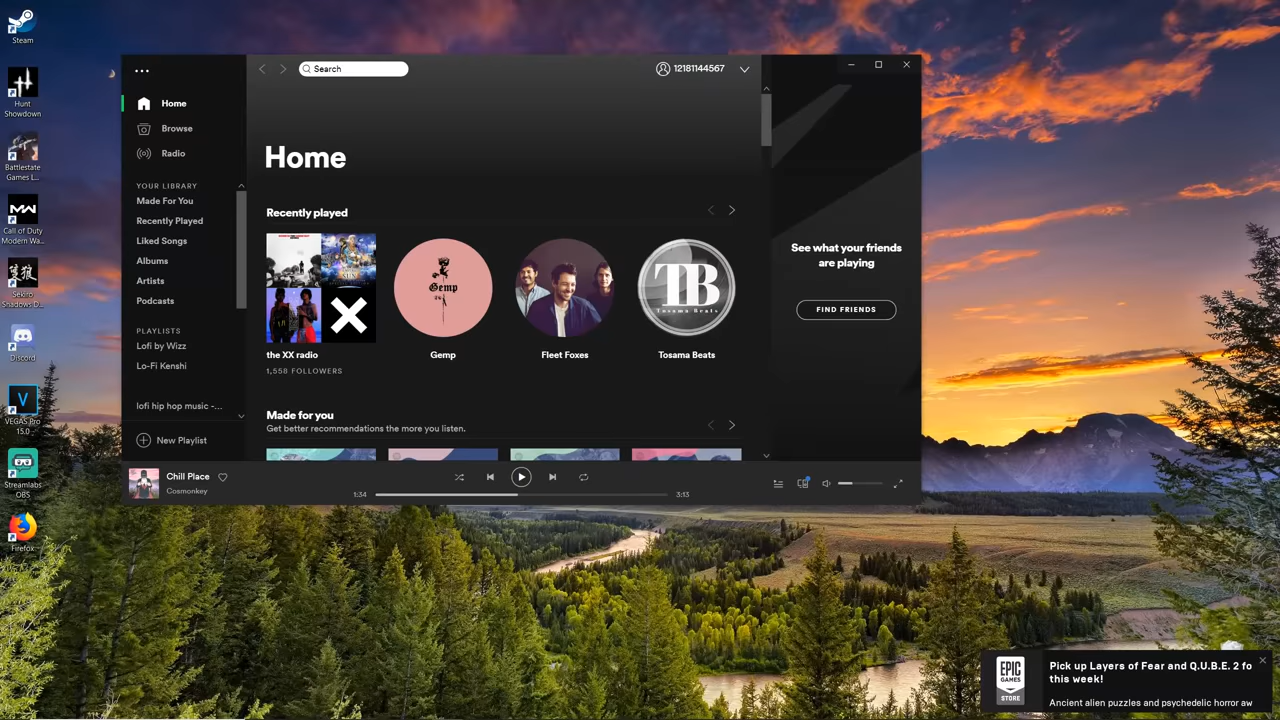 Steam
Hunt
Showdown
Battlestate
Games L...
Call of Duty
Modern Wa...
Sekiro
Shadows D...
Discord
VEGAS Pro
15.0
Streamlabs
OBS
Firefox
Search
12181144567
Home
Browse
Radio
YOUR LIBRARY
Made For You
Recently Played
Liked Songs
Albums
Artists
Podcasts
PLAYLISTS
Lofi by Wizz
Lo-Fi Kenshi
lofi hip hop music -...
New Playlist
Home
Recently played
Gemp
TB
Tosama Beats
the XX radio
1,558 FOLLOWERS
Gemp
Fleet Foxes
Tosama Beats
Made for you
Get better recommendations the more you listen.
See what your friends
are playing
FIND FRIENDS
Chill Place
Cosmonkey
1:34
3:13
EPIC
GAMES
STORE
Pick up Layers of Fear and Q.U.B.E. 2 fo
this week!
Ancient alien puzzles and psychedelic horror aw